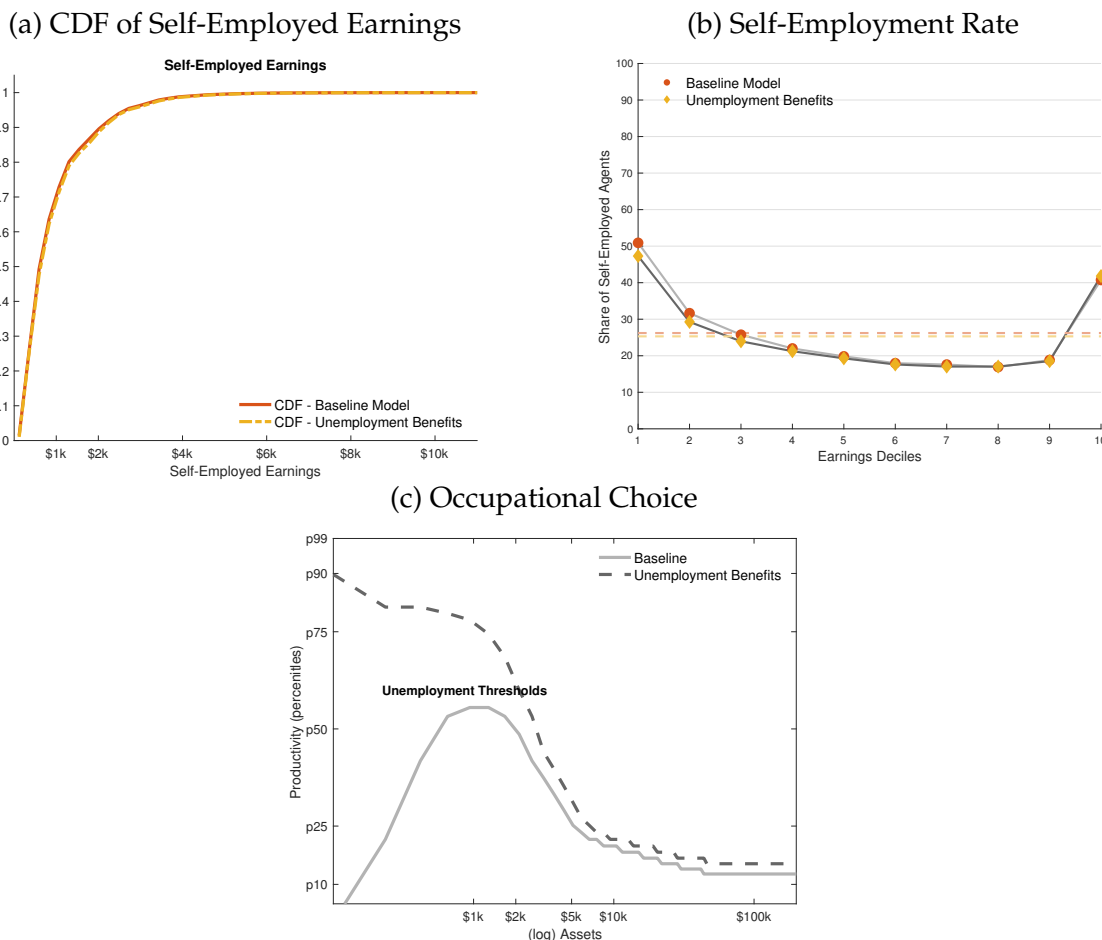 (a) CDF of Self-Employed Earnings
Self-Employed Earnings
1
.9
.8
.7
.6
.5
.4
.3
.2
.1
0
$1k $2k $4k $6k $8k $10k
Self-Employed Earnings
CDF - Baseline Model
CDF - Unemployment Benefits
(b) Self-Employment Rate
Baseline Model
Unemployment Benefits
Share of Self-Employed Agents
100
90
80
70
60
50
40
30
20
10
0
1 2 3 4 5 6 7 8 9 10
Earnings Deciles
(c) Occupational Choice
Baseline
Unemployment Benefits
Unemployment Thresholds
Productivity (percenitles)
p99
p90
p75
p50
p25
p10
$1k $2k $5k $10k $100k
(log) Assets